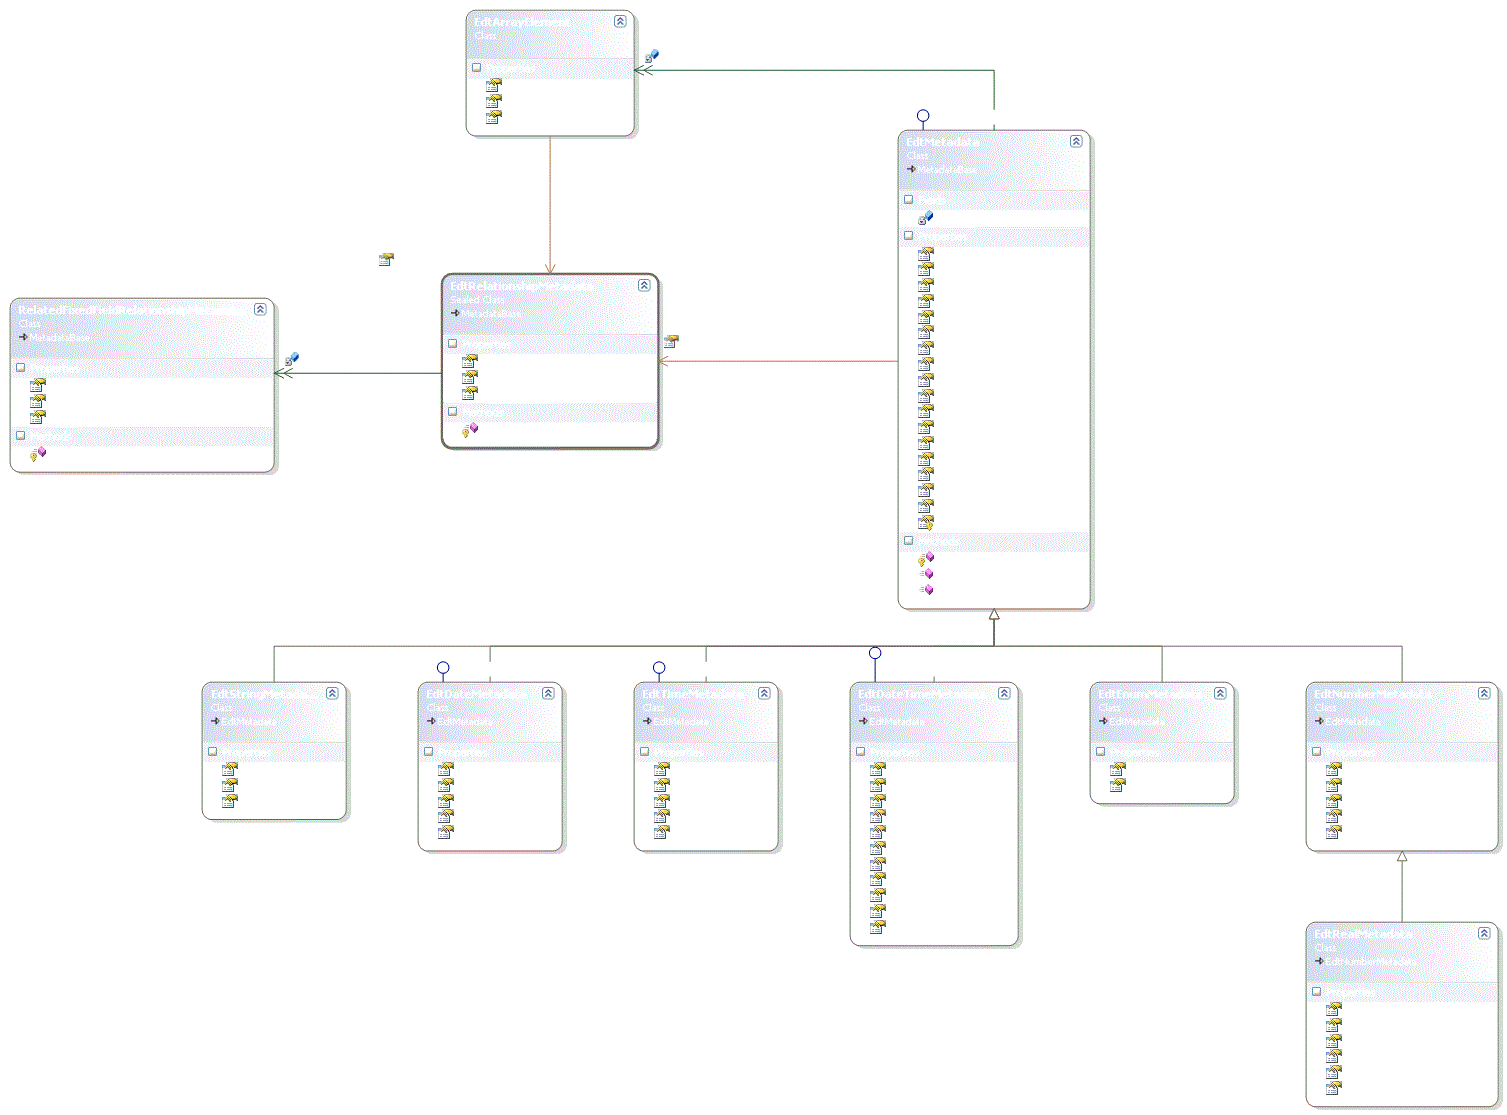 EdtArrayElement
Class
Properties
EdtMetadata
Class
MetadataBase
Fields
Properties
Methods
EdtRelationshipMetadata
Sealed Class
MetadataBase
Properties
Methods
Class
MetadataBase
Properties
Methods
EdtStringMetadata
Class
EdtMetadata
Properties
EdtDateMetadata
Class
EdtMetadata
Properties
EdtTimeMetadata
Class
EdtMetadata
Properties
EdtDateTimeMetadata
Class
EdtMetadata
Properties
EdtEnumMetadata
Class
EdtMetadata
Properties
EdtNumberMetadata
Class
EdtMetadata
Properties
EdtRealMetadata
Class
EdtNumberMetadata
Properties